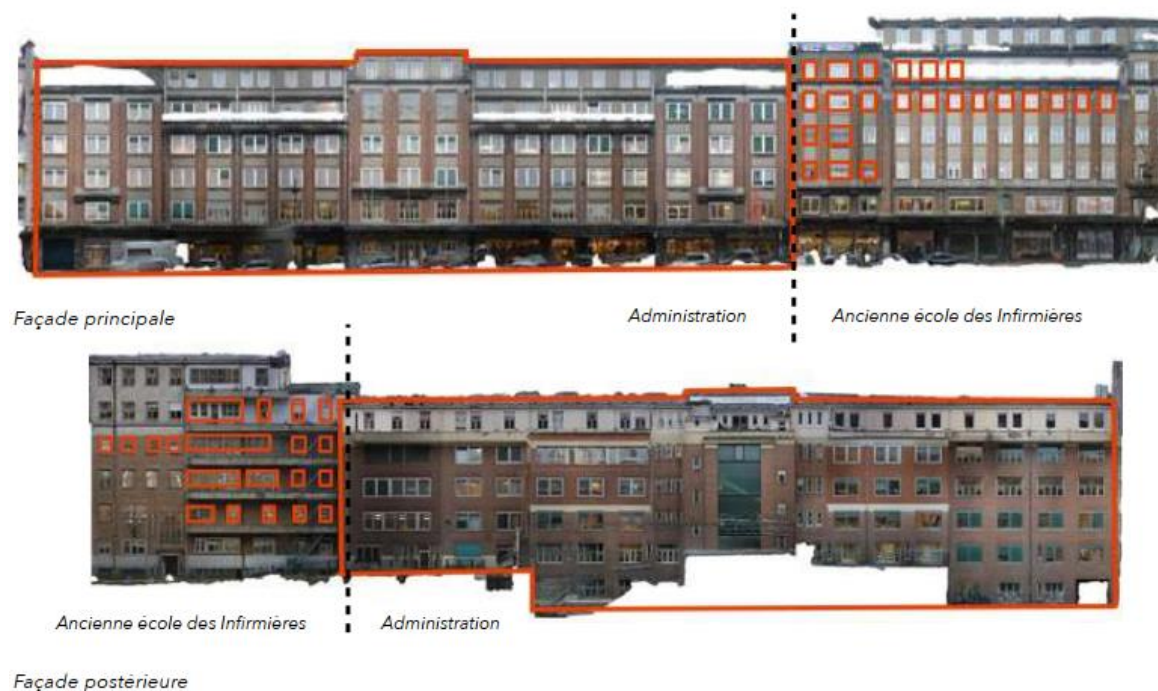 Façade principale
Administration
Ancienne école des Infirmières
Ancienne école des Infirmières
Administration
Façade postérieure